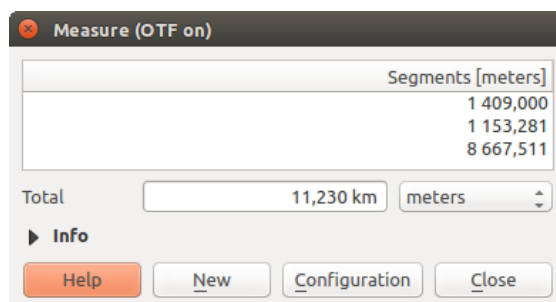 Measure (OTF on)
Segments [meters]
1 409,000
1 153,281
8 667,511
Total 11,230 km meters
Info
Help New Configuration Close